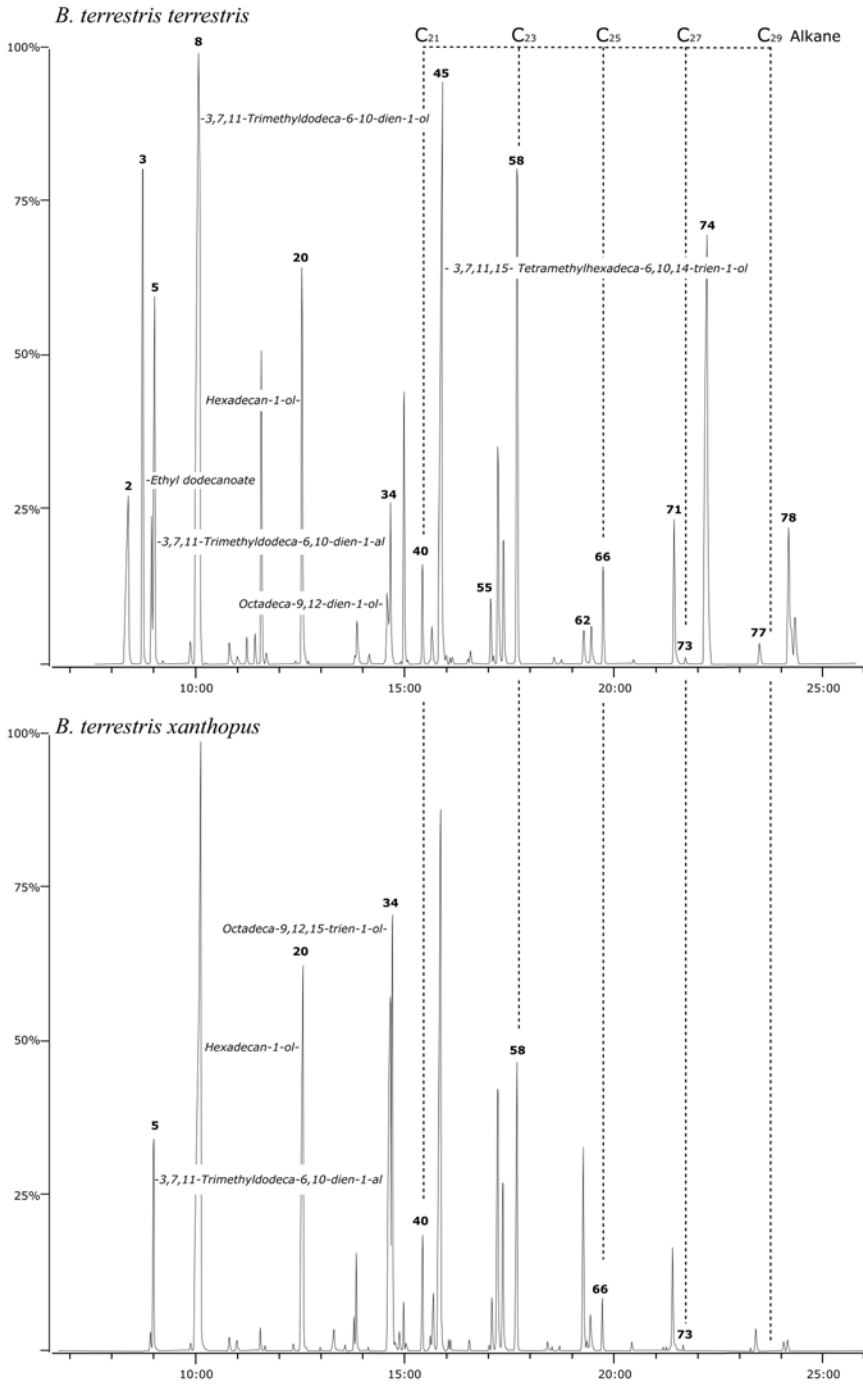 B. terrestris terrestris
C21 C23 C25 C27 C29 Alkane
100%
8
45
-3,7,11-Trimethyldodeca-6-10-dien-1-ol
3
58
75%
74
20
- 3,7,11,15- Tetramethylhexadeca-6,10,14-trien-1-ol
5
50%
Hexadecan-1-ol-
2
-Ethyl dodecanoate
34
25%
71
78
-3,7,11-Trimethyldodeca-6,10-dien-1-al
40
66
Octadeca-9,12-dien-1-ol-
55
62
73
77
10:00 15:00 20:00 25:00
B. terrestris xanthopus
100%
34
75%
Octadeca-9,12,15-trien-1-ol-
20
50%
Hexadecan-1-ol-
58
5
25%
-3,7,11-Trimethyldodeca-6,10-dien-1-al
40
66
73
10:00 15:00 20:00 25:00